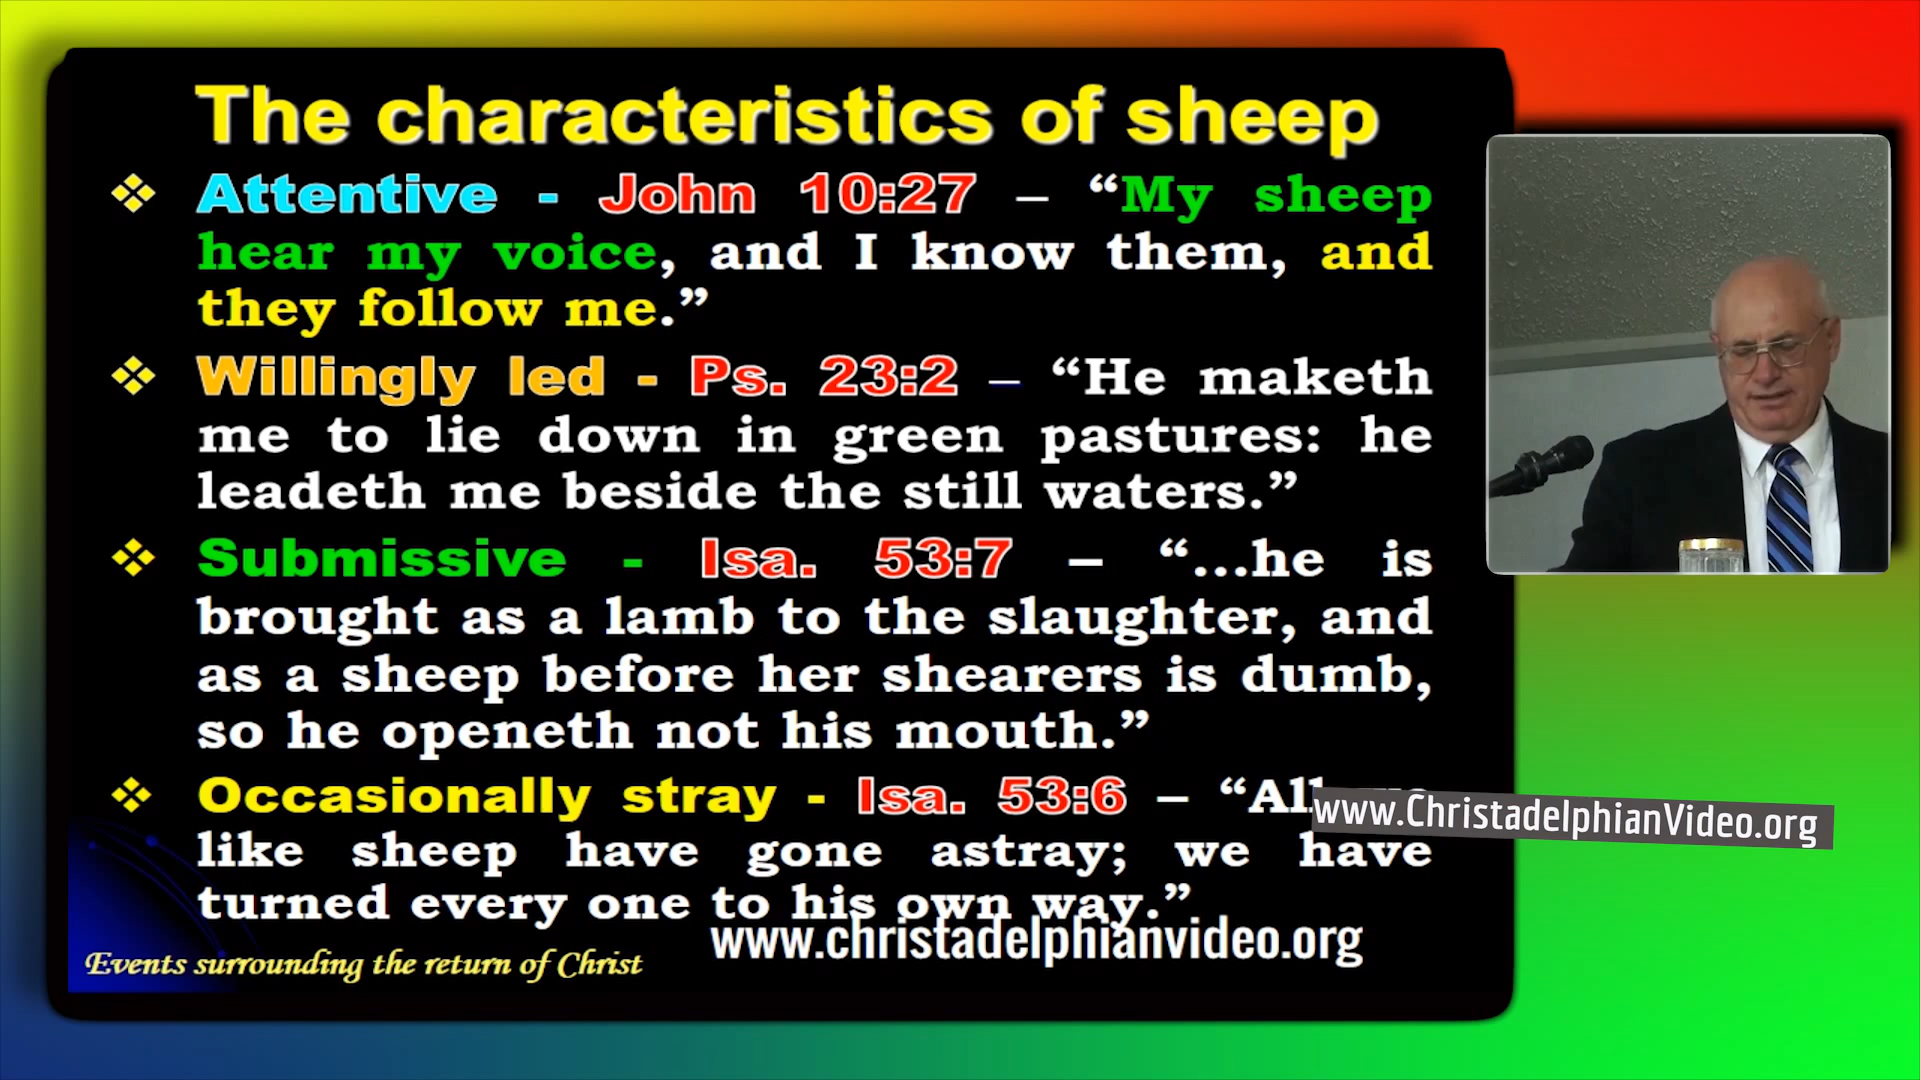 The characteristics of sheep
❖ Attentive - John 10:27 – “My sheep
hear my voice, and I know them, and
they follow me.”
❖ Willingly led - Ps. 23:2 – “He maketh
me to lie down in green pastures: he
leadeth me beside the still waters.”
❖ Submissive - Isa. 53:7 – “...he is
brought as a lamb to the slaughter, and
as a sheep before her shearers is dumb,
so he openeth not his mouth.”
❖ Occasionally stray - Isa. 53:6 – “All
www.ChristadelphianVideo.org
like sheep have gone astray; we have
turned every one to his own way.”
www.christadelphianvideo.org
Events surrounding the return of Christ